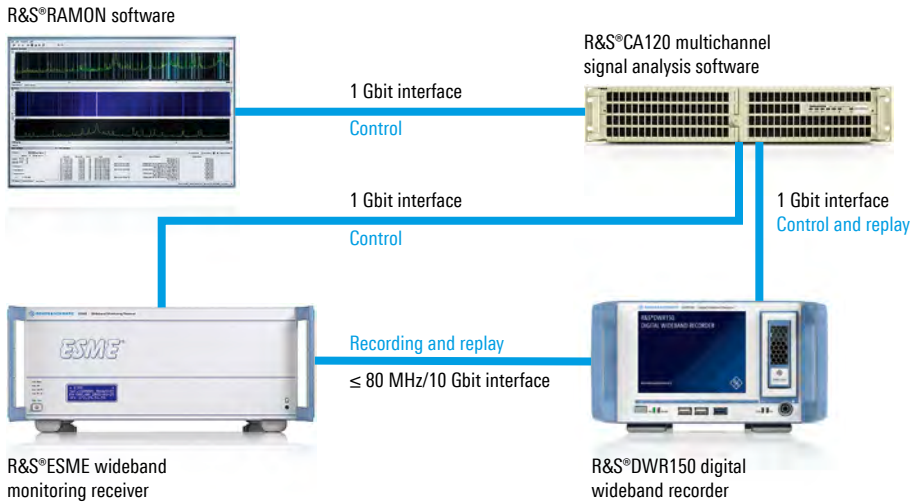 R&S®RAMON software
R&S®CA120 multichannel
signal analysis software
1 Gbit interface
Control
1 Gbit interface
Control
1 Gbit interface
Control and replay
ESME
R&S®DWR150
DIGITAL WIDEBAND RECORDER
Recording and replay
≤ 80 MHz/10 Gbit interface
R&S®ESME wideband
monitoring receiver
R&S®DWR150 digital
wideband recorder